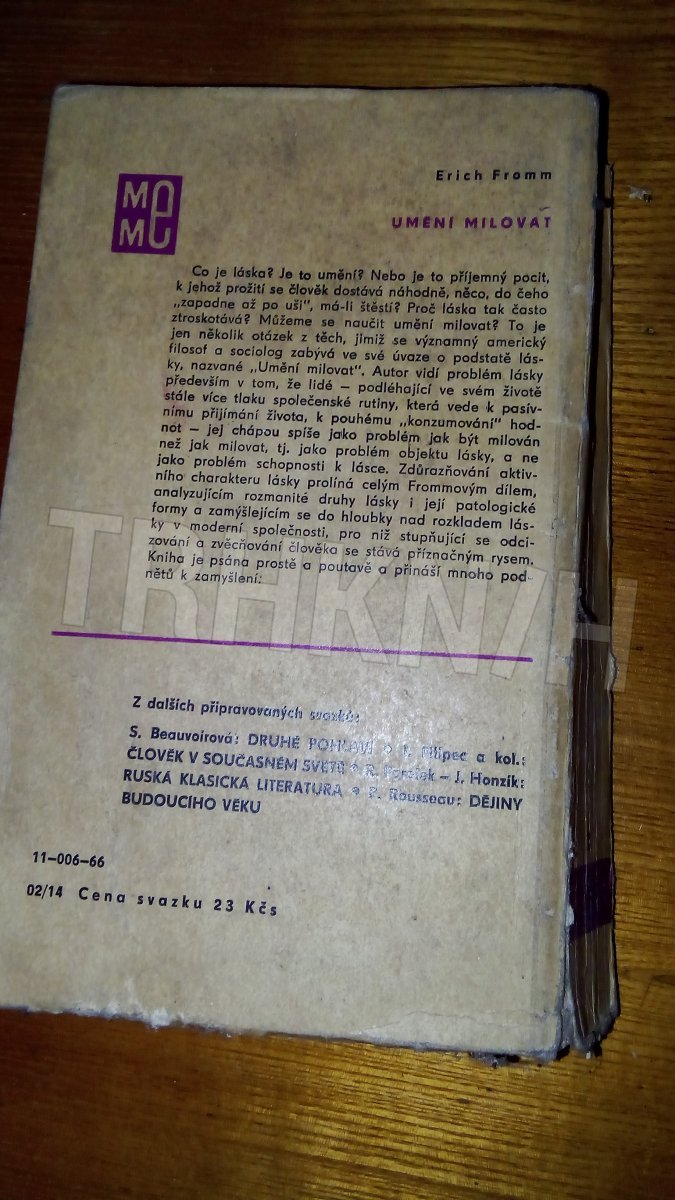 Erich Fromm
MeMe
UMĚNÍ MILOVAT
Co je láska? Je to umění? Nebo je to příjemný pocit,
k jehož prožití se člověk dostává náhodně, něco, do čeho
„zapadne až po uši", má-li štěstí? Proč láska tak často
ztroskotává? Můžeme se naučit umění milovat? To je
jen několik otázek z těch, jimiž se významný americký
filosof a sociolog zabývá ve své úvaze o podstatě lás-
ky, nazvané „Umění milovat". Autor vidí problém lásky
především v tom, že lidé – podléhající ve svém životě
stále více tlaku společenské rutiny, která vede k pasív-
nímu přijímání života, k pouhému „konzumování" hod-
not – jej chápou spíše jako problém jak být milován
než jak milovat, tj. jako problém objektu lásky, a ne
jako problém schopnosti k lásce. Zdůrazňování aktiv-
ního charakteru lásky prolíná celým Frommovým dílem,
analyzujícím rozmanité druhy lásky i její patologické
formy a zamýšlejícím se do hloubky nad rozkladem lás-
ky v moderní společnosti, pro niž stupňující se odci-
zování a zvěcňování člověka se stává příznačným rysem.
Kniha je psána prostě a poutavě a přináší mnoho pod-
nětů k zamyšlení.
TRHKNIH
Z dalších připravovaných svazků:
S. Beauvoirová: DRUHÉ POHLAVÍ • Filipec a kol.:
ČLOVĚK V SOUČASNÉM SVĚTĚ • R. Parolek – J. Honzík:
RUSKÁ KLASICKÁ LITERATURA • P. Rousseau: DĚJINY
BUDOUCÍHO VĚKU
11–006–66
02/14 Cena svazku 23 Kčs